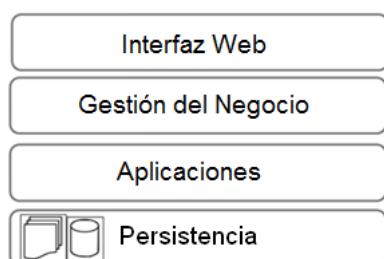 Interfaz Web
Gestión del Negocio
Aplicaciones
Persistencia